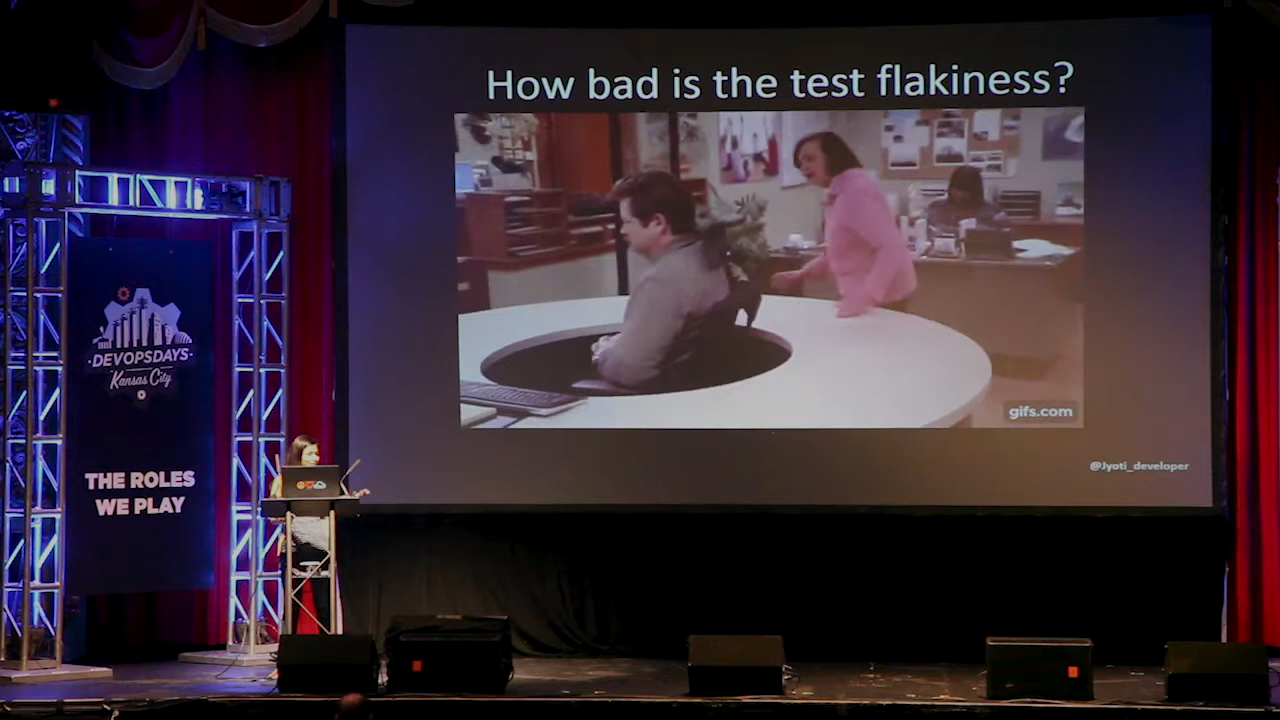 How bad is the test flakiness?
gifs.com
@Jyoti_developer
DEVOPSDAYS
Kansas City
THE ROLES
WE PLAY